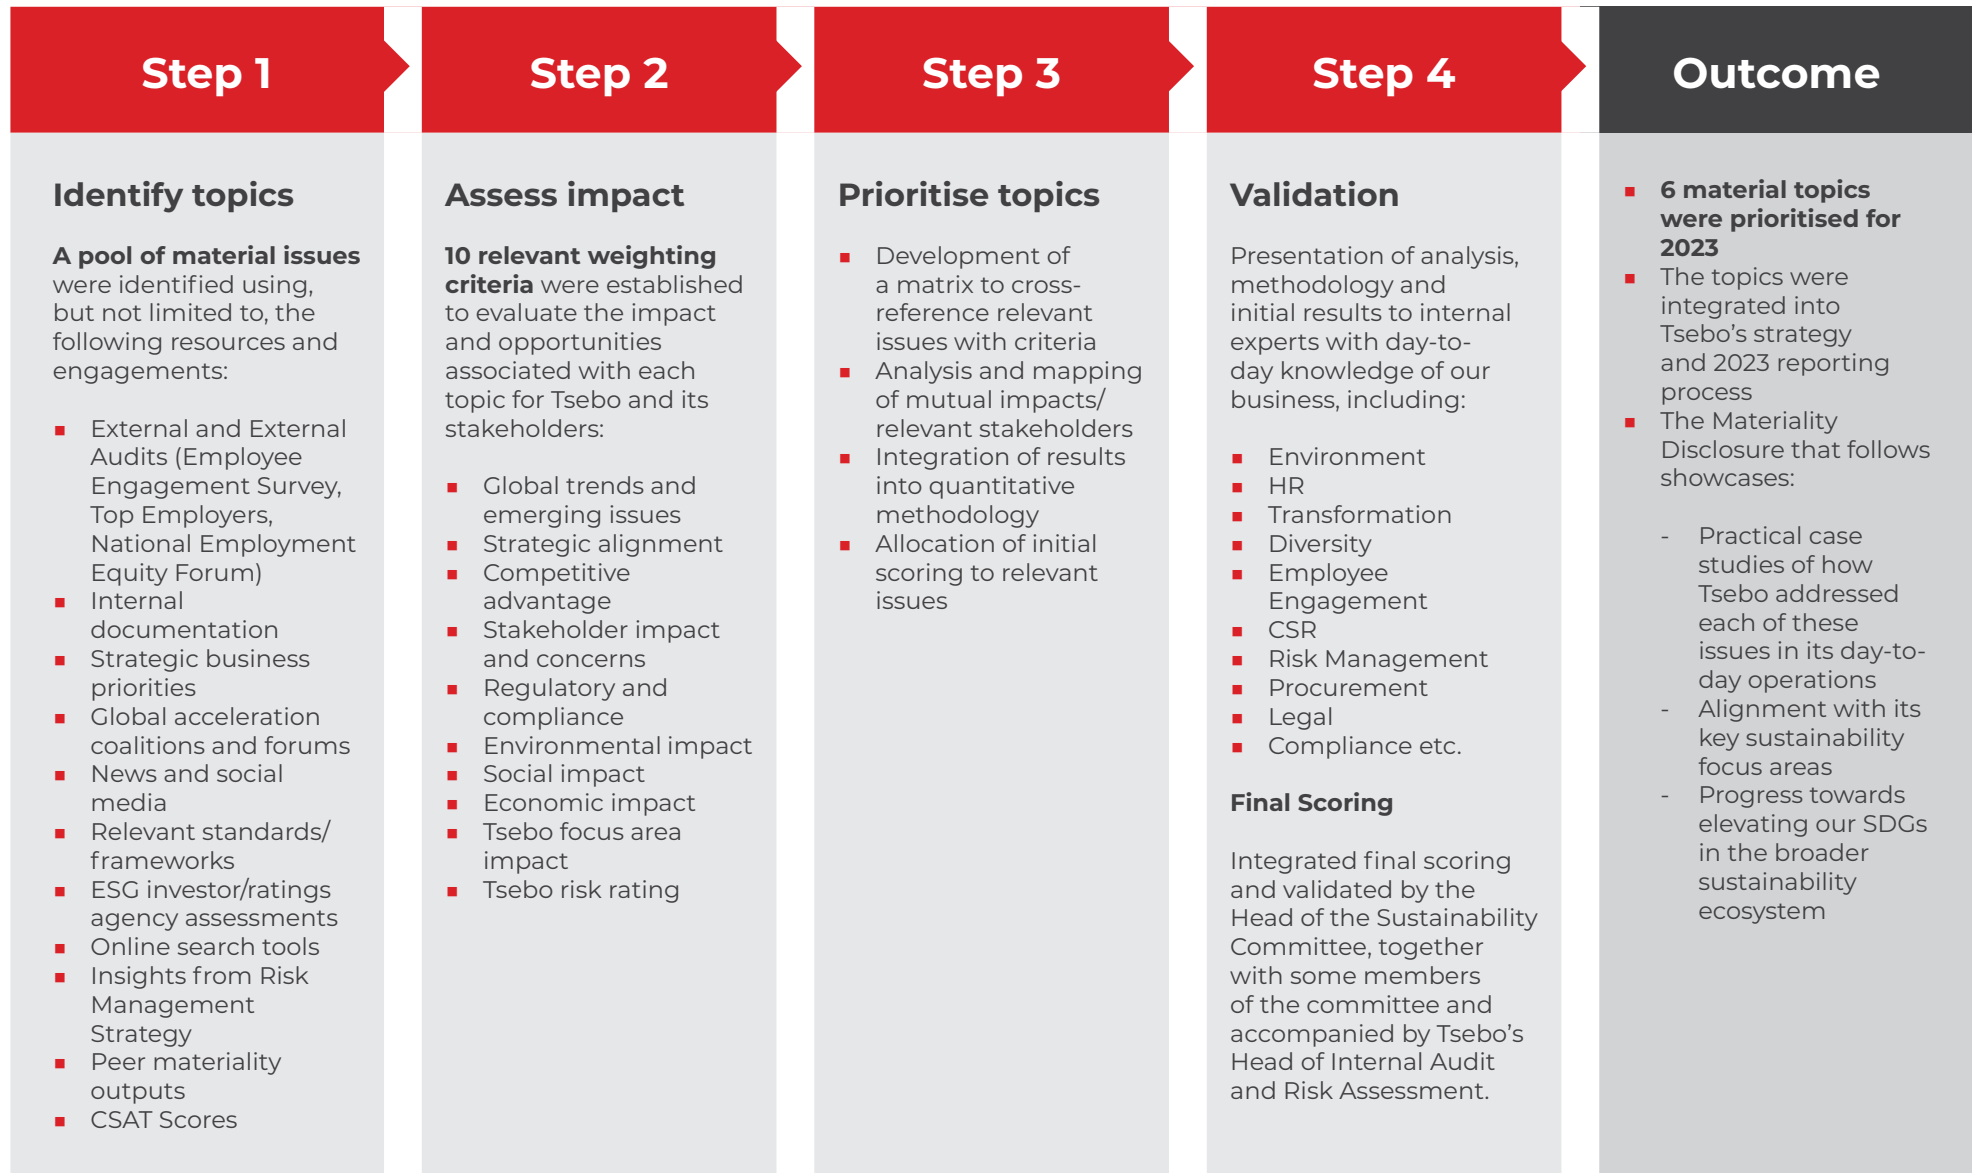 Step 1
Identify topics
A pool of material issues
were identified using,
but not limited to, the
following resources and
engagements:
■ External and External
Audits (Employee
Engagement Survey,
Top Employers,
National Employment
Equity Forum)
■ Internal
documentation
■ Strategic business
priorities
■ Global acceleration
coalitions and forums
■ News and social
media
■ Relevant standards/
frameworks
■ ESG investor/ratings
agency assessments
■ Online search tools
■ Insights from Risk
Management
Strategy
■ Peer materiality
outputs
■ CSAT Scores
Step 2
Assess impact
10 relevant weighting
criteria were established
to evaluate the impact
and opportunities
associated with each
topic for Tsebo and its
stakeholders:
■ Global trends and
emerging issues
■ Strategic alignment
■ Competitive
advantage
■ Stakeholder impact
and concerns
■ Regulatory and
compliance
■ Environmental impact
■ Social impact
■ Economic impact
■ Tsebo focus area
impact
■ Tsebo risk rating
Step 3
Prioritise topics
■ Development of
a matrix to cross-
reference relevant
issues with criteria
■ Analysis and mapping
of mutual impacts/
relevant stakeholders
■ Integration of results
into quantitative
methodology
■ Allocation of initial
scoring to relevant
issues
Step 4
Validation
Presentation of analysis,
methodology and
initial results to internal
experts with day-to-
day knowledge of our
business, including:
■ Environment
■ HR
■ Transformation
■ Diversity
■ Employee
Engagement
■ CSR
■ Risk Management
■ Procurement
■ Legal
■ Compliance etc.
Final Scoring
Integrated final scoring
and validated by the
Head of the Sustainability
Committee, together
with some members
of the committee and
accompanied by Tsebo’s
Head of Internal Audit
and Risk Assessment.
Outcome
■ 6 material topics
were prioritised for
2023
■ The topics were
integrated into
Tsebo’s strategy
and 2023 reporting
process
■ The Materiality
Disclosure that follows
showcases:
- Practical case
studies of how
Tsebo addressed
each of these
issues in its day-to-
day operations
- Alignment with its
key sustainability
focus areas
- Progress towards
elevating our SDGs
in the broader
sustainability
ecosystem